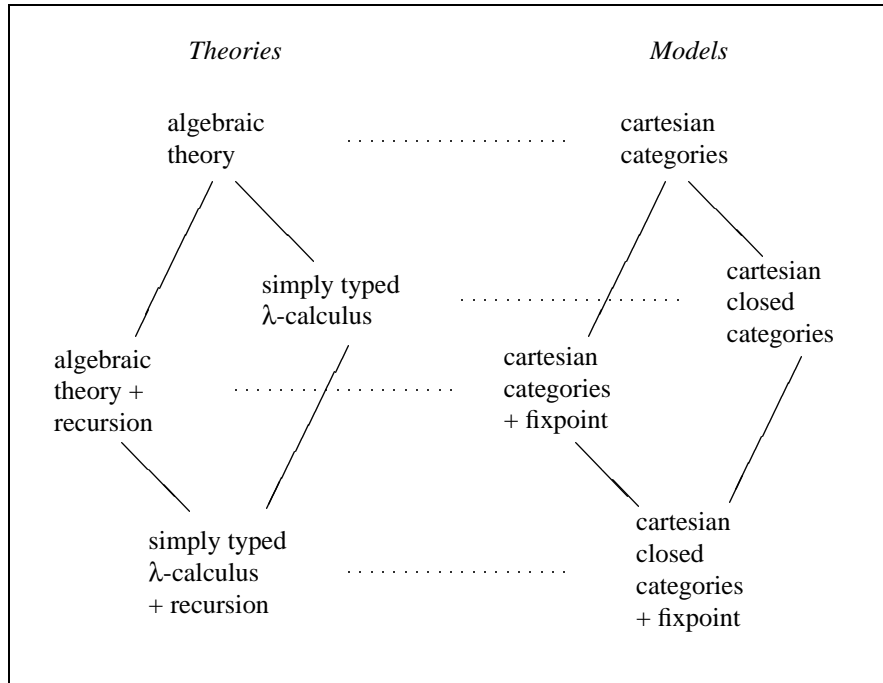 Theories
Models
algebraic
theory
cartesian
categories
simply typed
λ-calculus
cartesian
closed
categories
algebraic
theory +
recursion
cartesian
categories
+ fixpoint
simply typed
λ-calculus
+ recursion
cartesian
closed
categories
+ fixpoint